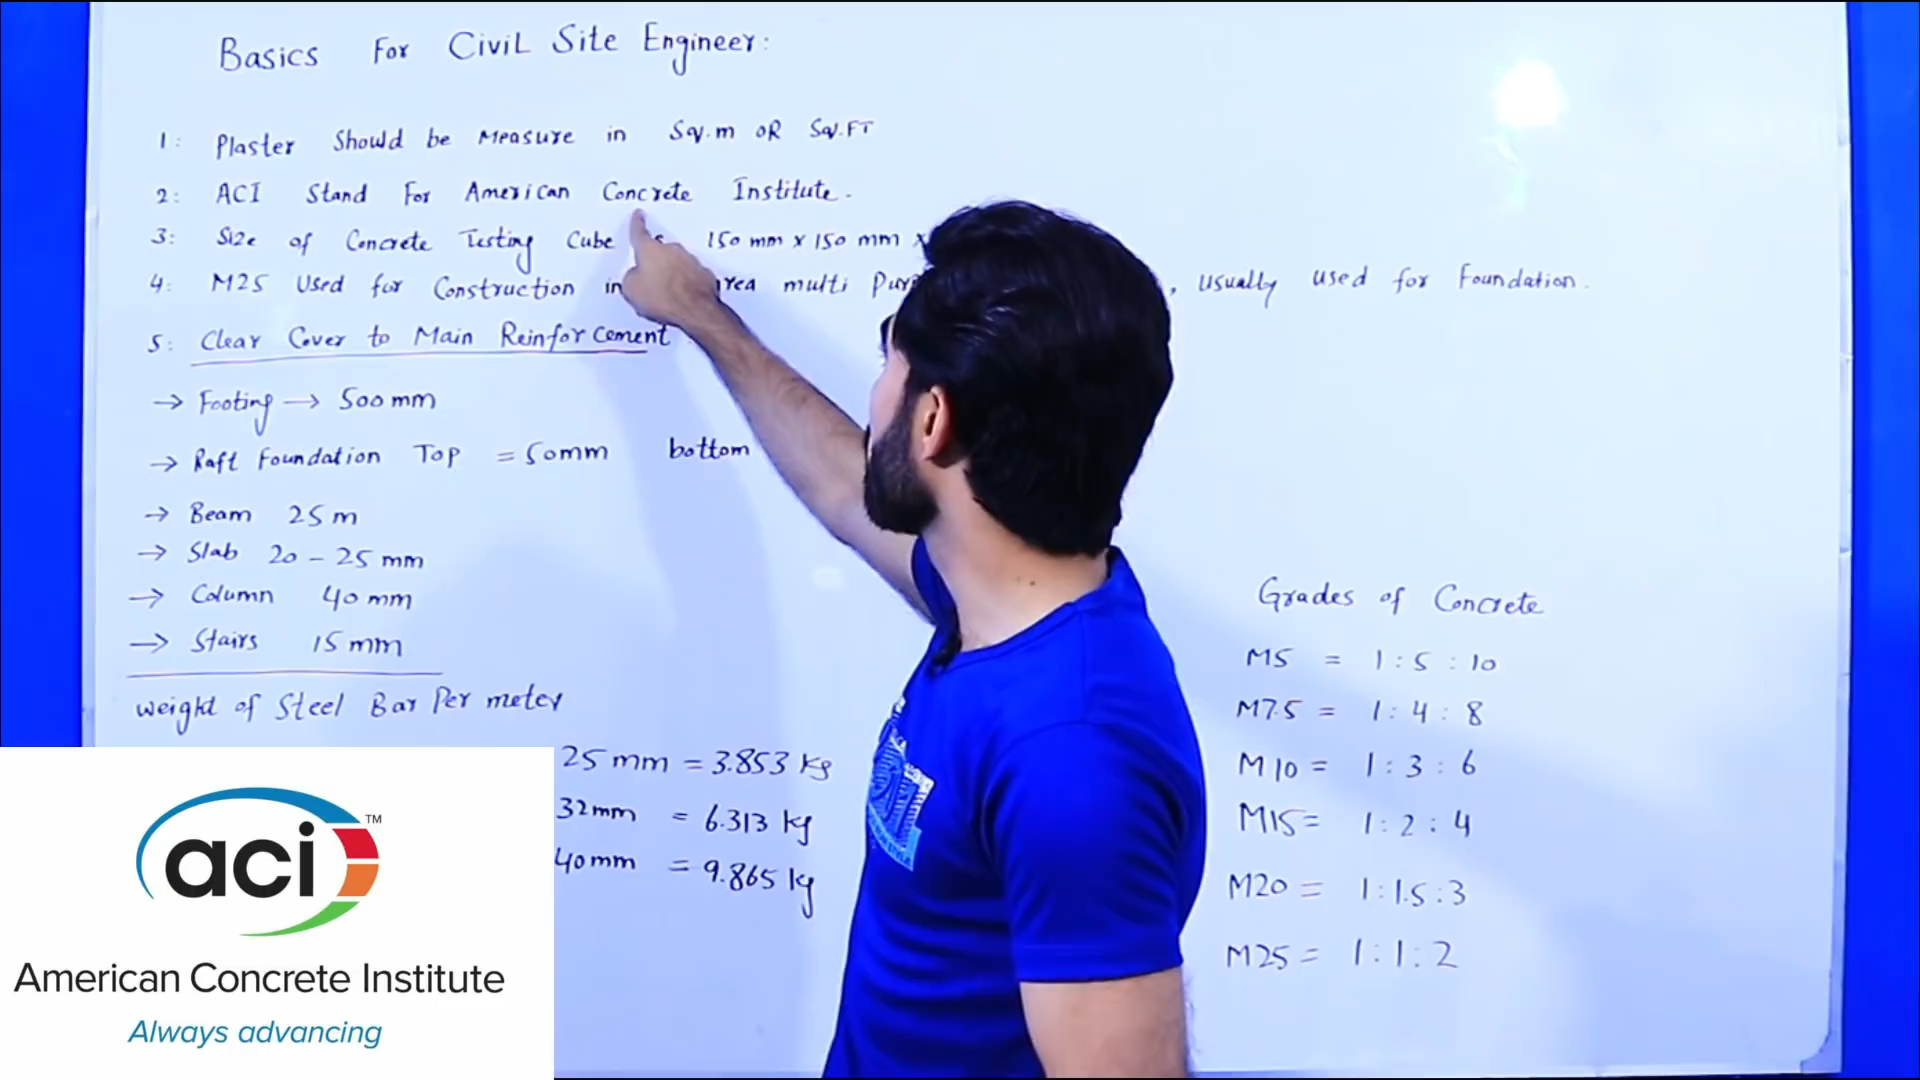 Basics For Civil Site Engineer:
1: Plaster Should be Measure in Sq.m OR Sq.FT
2: ACI Stand For American Concrete Institute.
3: Size of Concrete Testing Cube 150 mm x 150 mm x
4: M25 Used for Construction in multi , usually used for Foundation.
5: Clear Cover to Main Reinforcement
→ Footing → 500 mm
→ Raft Foundation Top = 50mm bottom
→ Beam 25 m
→ Slab 20 - 25 mm
→ Column 40 mm
→ Stairs 15 mm
weight of Steel Bar Per meter
25 mm = 3.853 kg
32mm = 6.313 kg
40mm = 9.865 kg
Grades of Concrete
M5 = 1 : 5 : 10
M7.5 = 1 : 4 : 8
M10 = 1 : 3 : 6
M15 = 1 : 2 : 4
M20 = 1 : 1.5 : 3
M25 = 1 : 1 : 2
aci™
American Concrete Institute
Always advancing